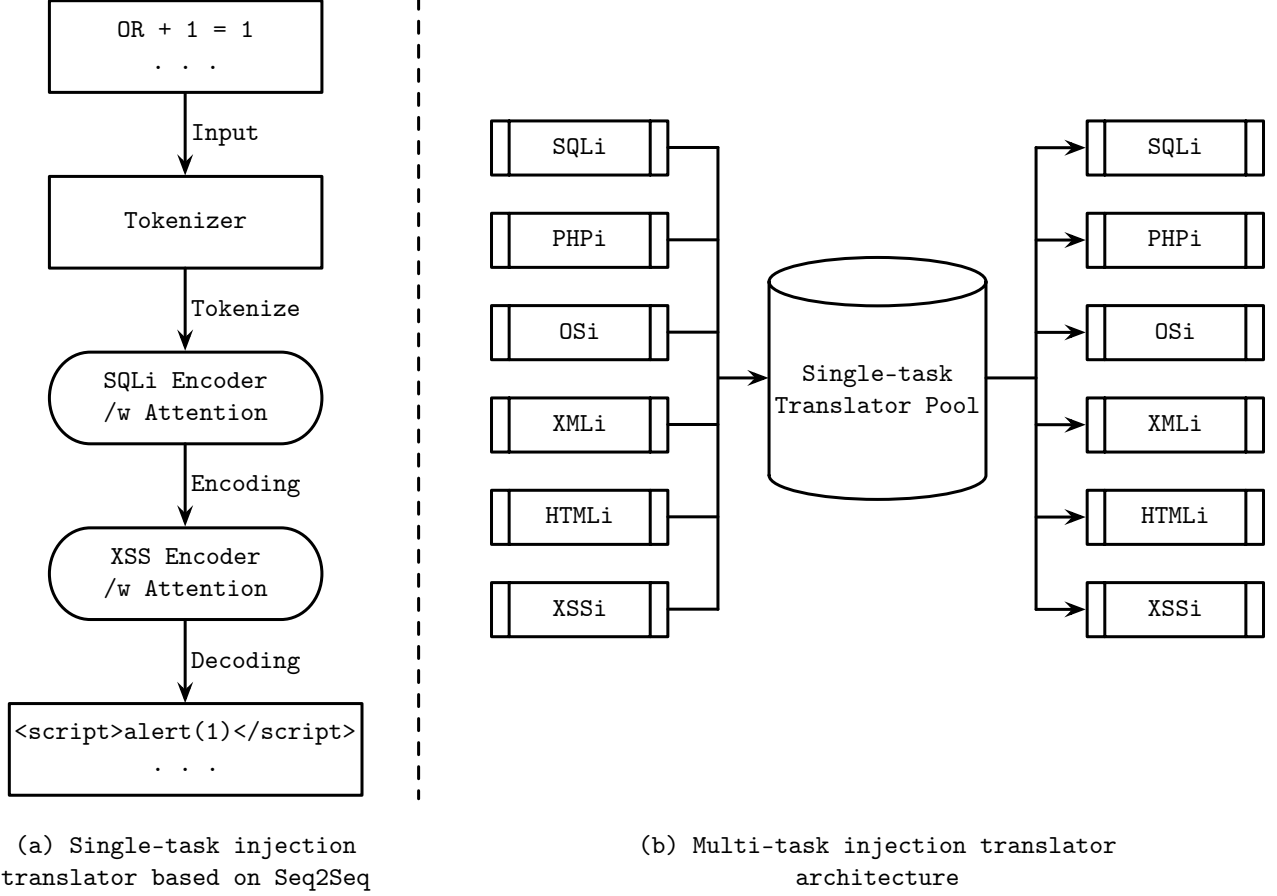 OR + 1 = 1
. . .
Input
Tokenizer
Tokenize
SQLi Encoder
/w Attention
Encoding
XSS Encoder
/w Attention
Decoding
<script>alert(1)</script>
. . .
(a) Single-task injection
translator based on Seq2Seq
SQLi
PHPi
OSi
XMLi
HTMLi
XSSi
Single-task
Translator Pool
SQLi
PHPi
OSi
XMLi
HTMLi
XSSi
(b) Multi-task injection translator
architecture